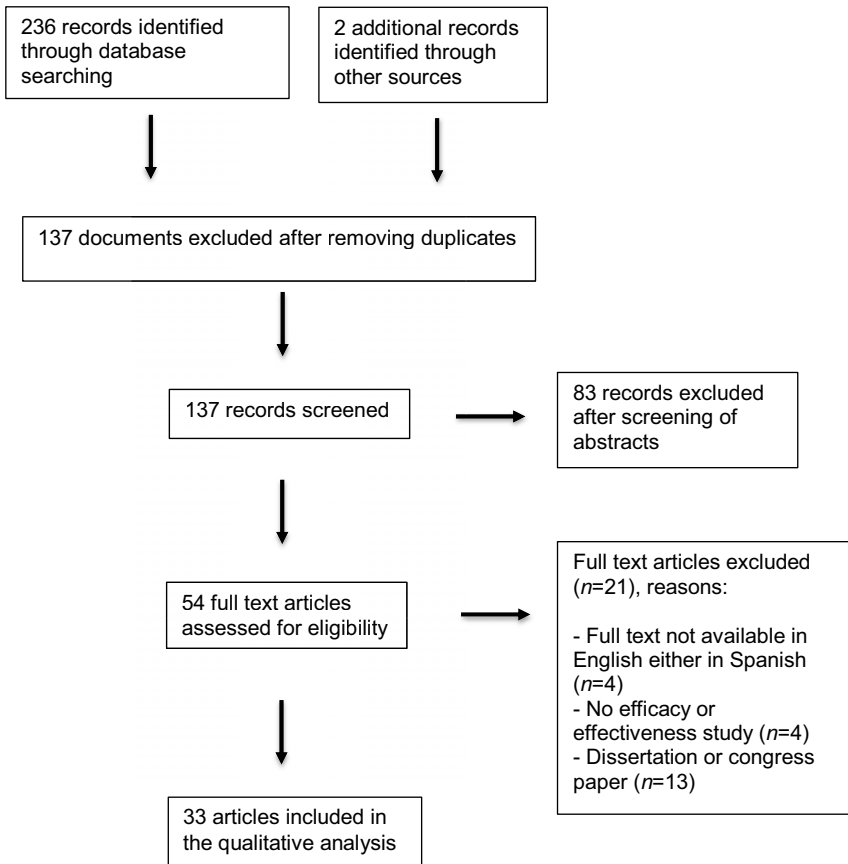 236 records identified
through database
searching
2 additional records
identified through
other sources
137 documents excluded after removing duplicates
137 records screened
83 records excluded
after screening of
abstracts
54 full text articles
assessed for eligibility
Full text articles excluded
(n=21), reasons:
- Full text not available in
English either in Spanish
(n=4)
- No efficacy or
effectiveness study (n=4)
- Dissertation or congress
paper (n=13)
33 articles included in
the qualitative analysis